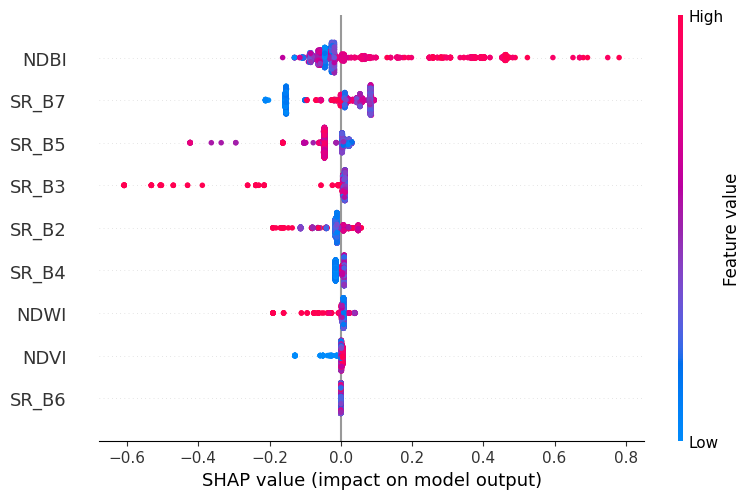 High
NDBI
SR_B7
SR_B5
SR_B3
SR_B2
SR_B4
NDWI
NDVI
SR_B6
Feature value
Low
−0.6 −0.4 −0.2 0.0 0.2 0.4 0.6 0.8
SHAP value (impact on model output)